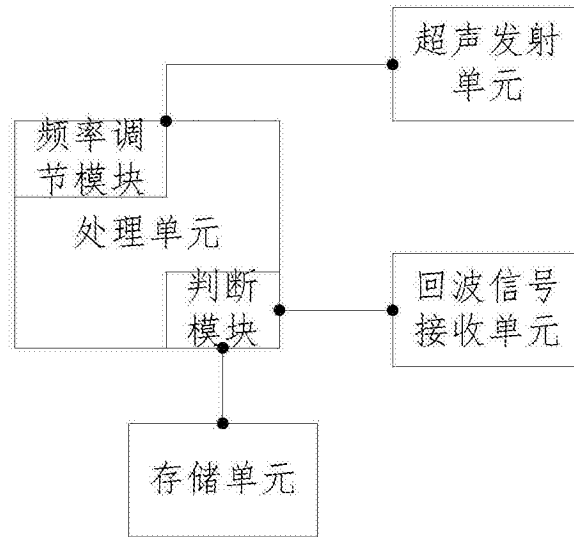 超声发射
单元
频率调
节模块
处理单元
判断
模块
回波信号
接收单元
存储单元